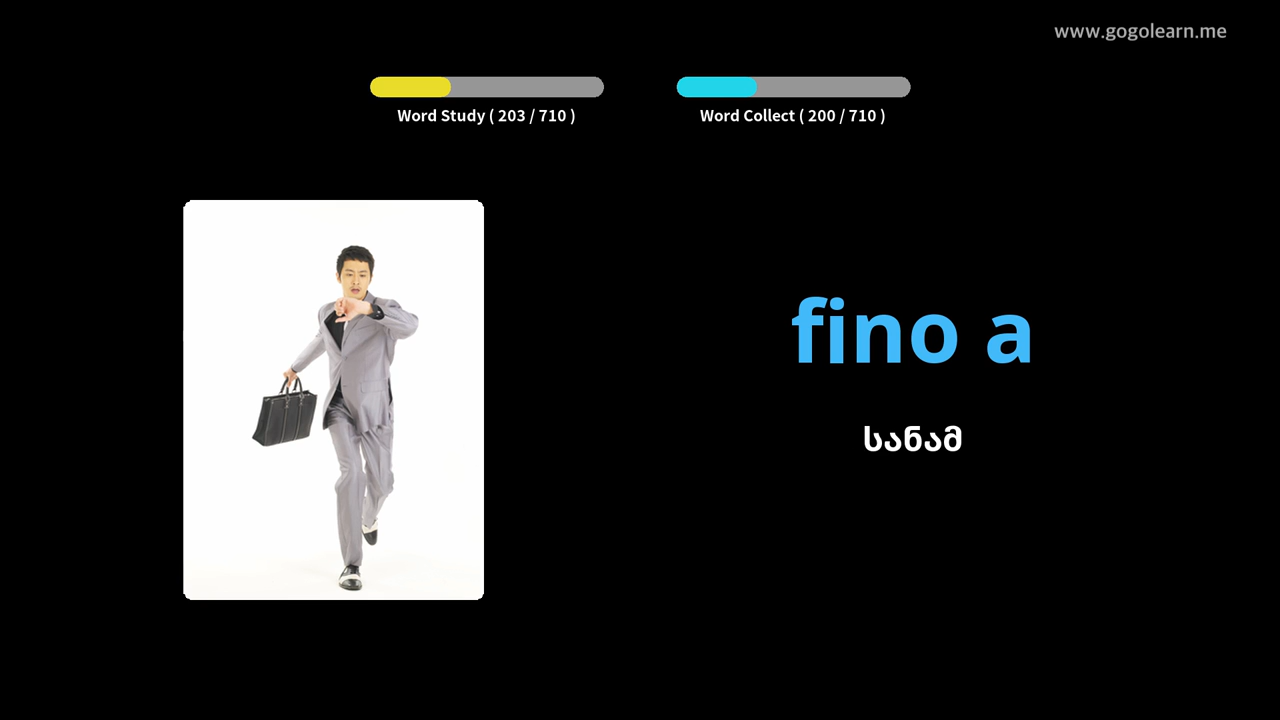 www.gogolearn.me
Word Study ( 203 / 710 )
Word Collect ( 200 / 710 )
fino a
სანამ